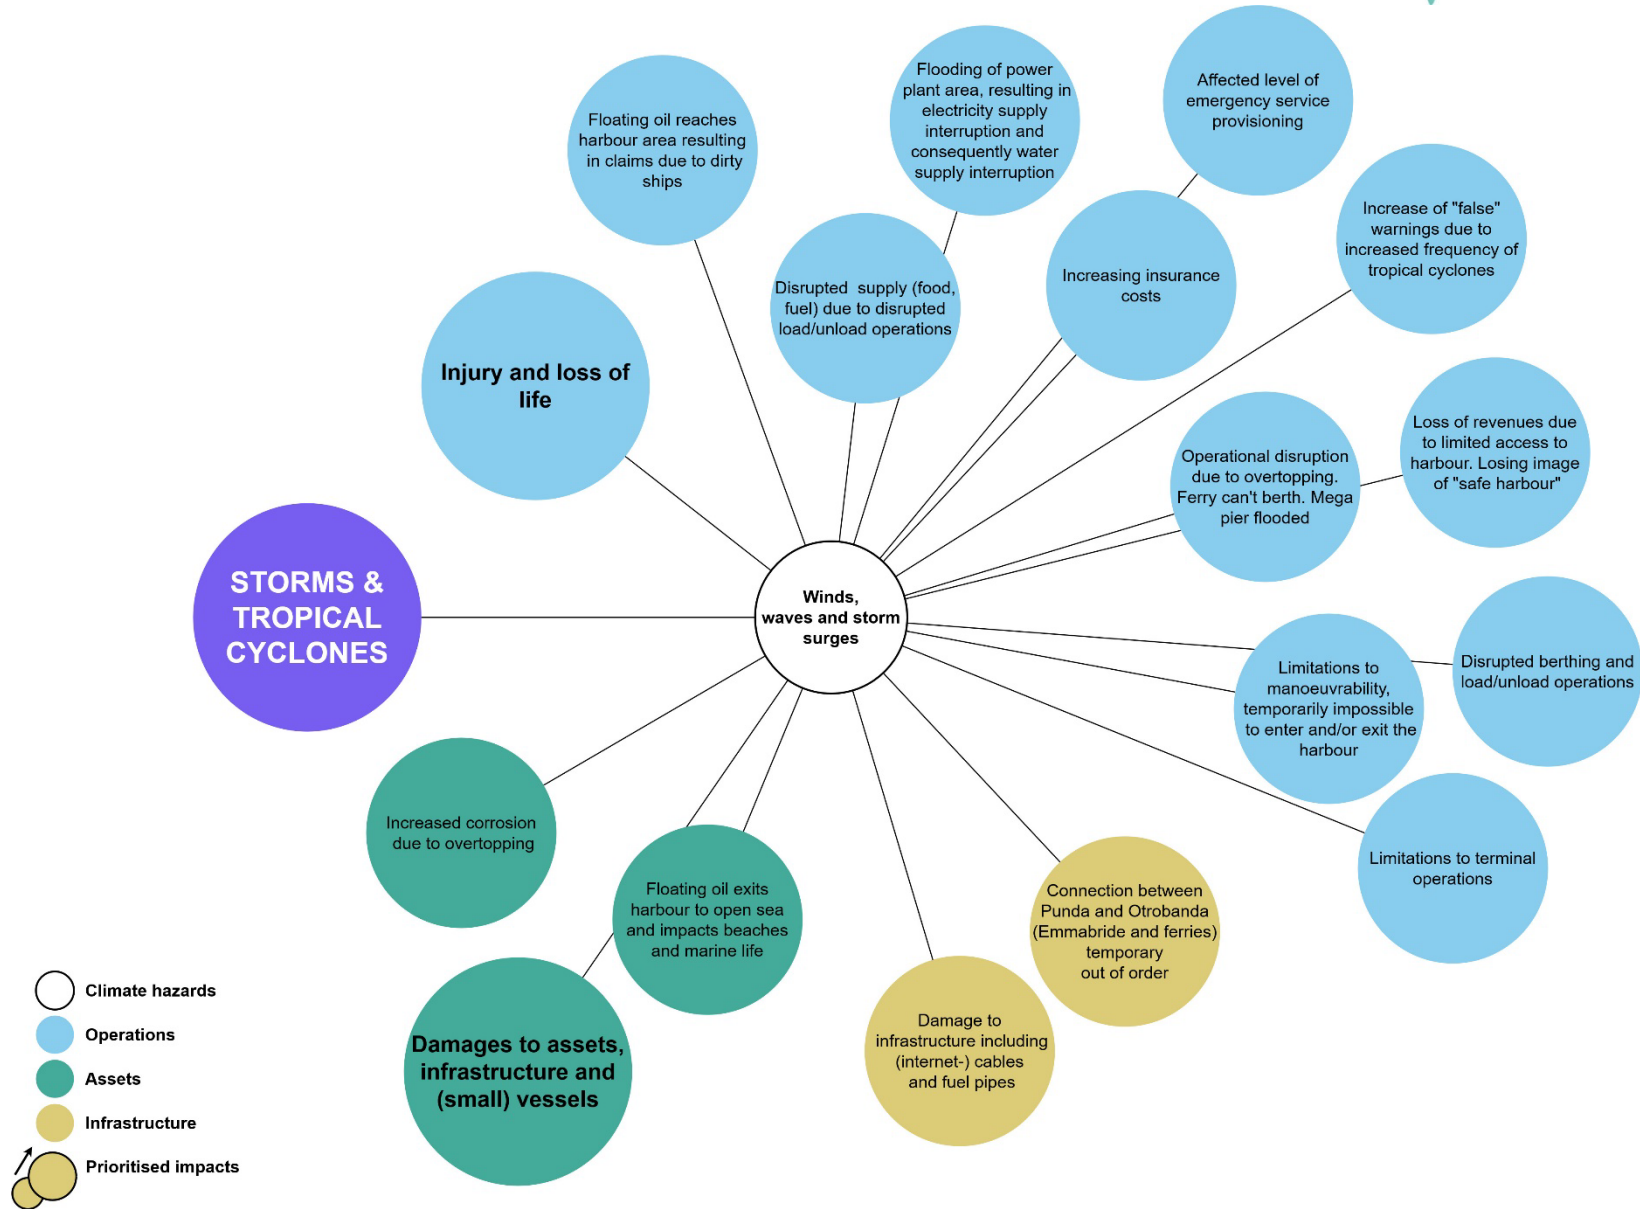 Flooding of power
plant area, resulting in
electricity supply
interruption and
consequently water
supply interruption
Affected level of
emergency service
provisioning
Floating oil reaches
harbour area resulting
in claims due to dirty
ships
Increase of "false"
warnings due to
increased frequency of
tropical cyclones
Disrupted supply (food,
fuel) due to disrupted
load/unload operations
Increasing insurance
costs
Injury and loss of
life
Operational disruption
due to overtopping.
Ferry can't berth. Mega
pier flooded
Loss of revenues due
to limited access to
harbour. Losing image
of "safe harbour"
STORMS &
TROPICAL
CYCLONES
Winds,
waves and storm
surges
Limitations to
manoeuvrability,
temporarily impossible
to enter and/or exit the
harbour
Disrupted berthing and
load/unload operations
Increased corrosion
due to overtopping
Limitations to terminal
operations
Floating oil exits
harbour to open sea
and impacts beaches
and marine life
Connection between
Punda and Otrobanda
(Emmabride and ferries)
temporary
out of order
Damages to assets,
infrastructure and
(small) vessels
Damage to
infrastructure including
(internet-) cables
and fuel pipes
Climate hazards
Operations
Assets
Infrastructure
Prioritised impacts